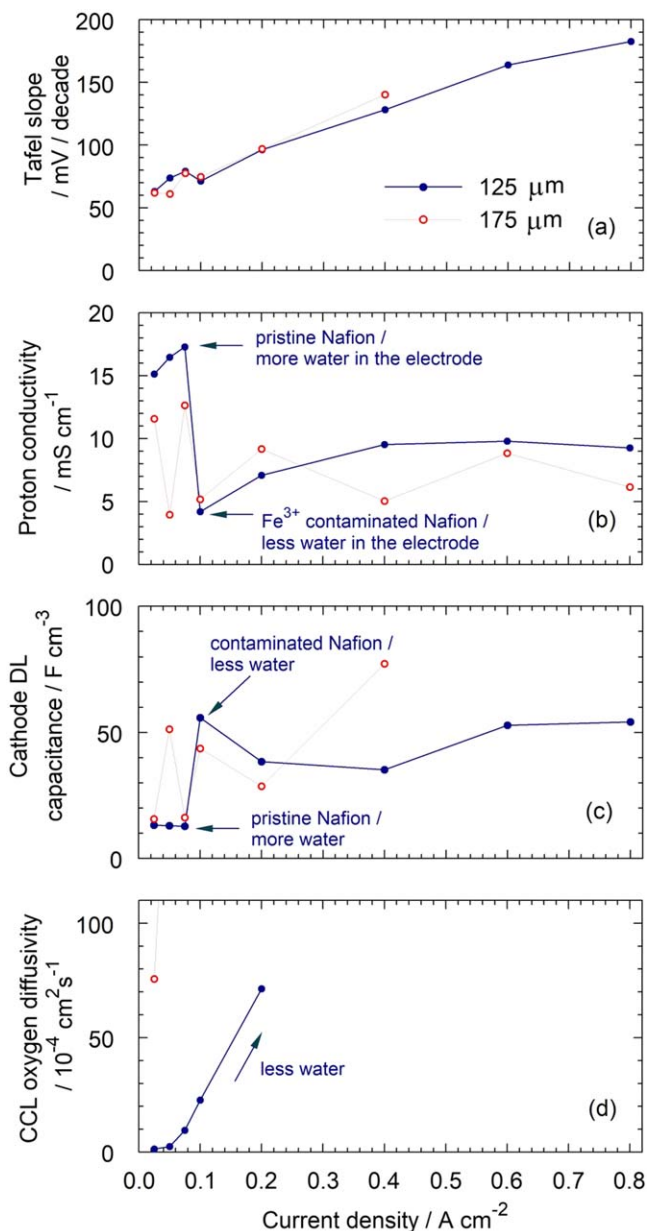 200
150
100
50
0
Tafel slope
/ mV / decade
125 μm
175 μm
(a)
20
15
10
5
0
Proton conductivity
/ mS cm⁻¹
pristine Nafion /
more water in the electrode
Fe³⁺ contaminated Nafion /
less water in the electrode
(b)
100
50
0
Cathode DL
capacitance / F cm⁻³
contaminated Nafion /
less water
pristine Nafion /
more water
(c)
100
50
0
CCL oxygen diffusivity
/ 10⁻⁴ cm² s⁻¹
less water
(d)
0.0 0.1 0.2 0.3 0.4 0.5 0.6 0.7 0.8
Current density / A cm⁻²